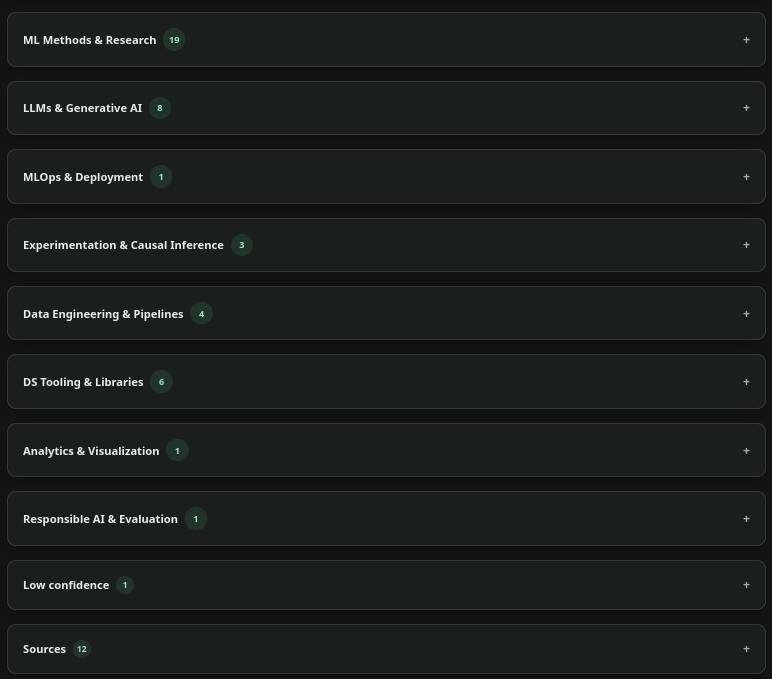 ML Methods & Research 19 +
LLMs & Generative AI 8 +
MLOps & Deployment 1 +
Experimentation & Causal Inference 3 +
Data Engineering & Pipelines 4 +
DS Tooling & Libraries 6 +
Analytics & Visualization 1 +
Responsible AI & Evaluation 1 +
Low confidence 1 +
Sources 12 +